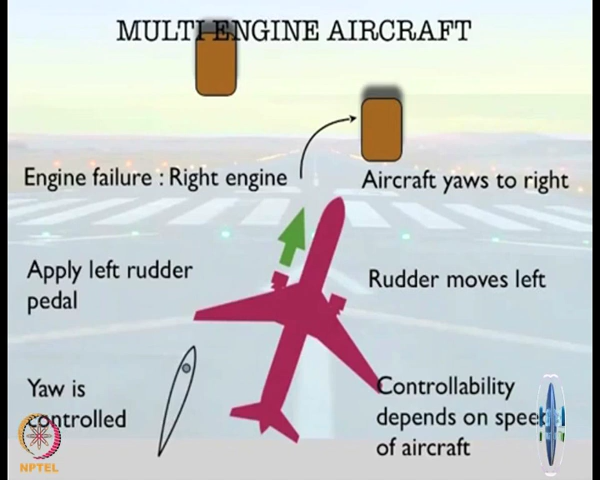 MULTI ENGINE AIRCRAFT
Engine failure : Right engine
Aircraft yaws to right
Apply left rudder
pedal
Rudder moves left
Yaw is
controlled
Controllability
depends on speed
of aircraft
NPTEL